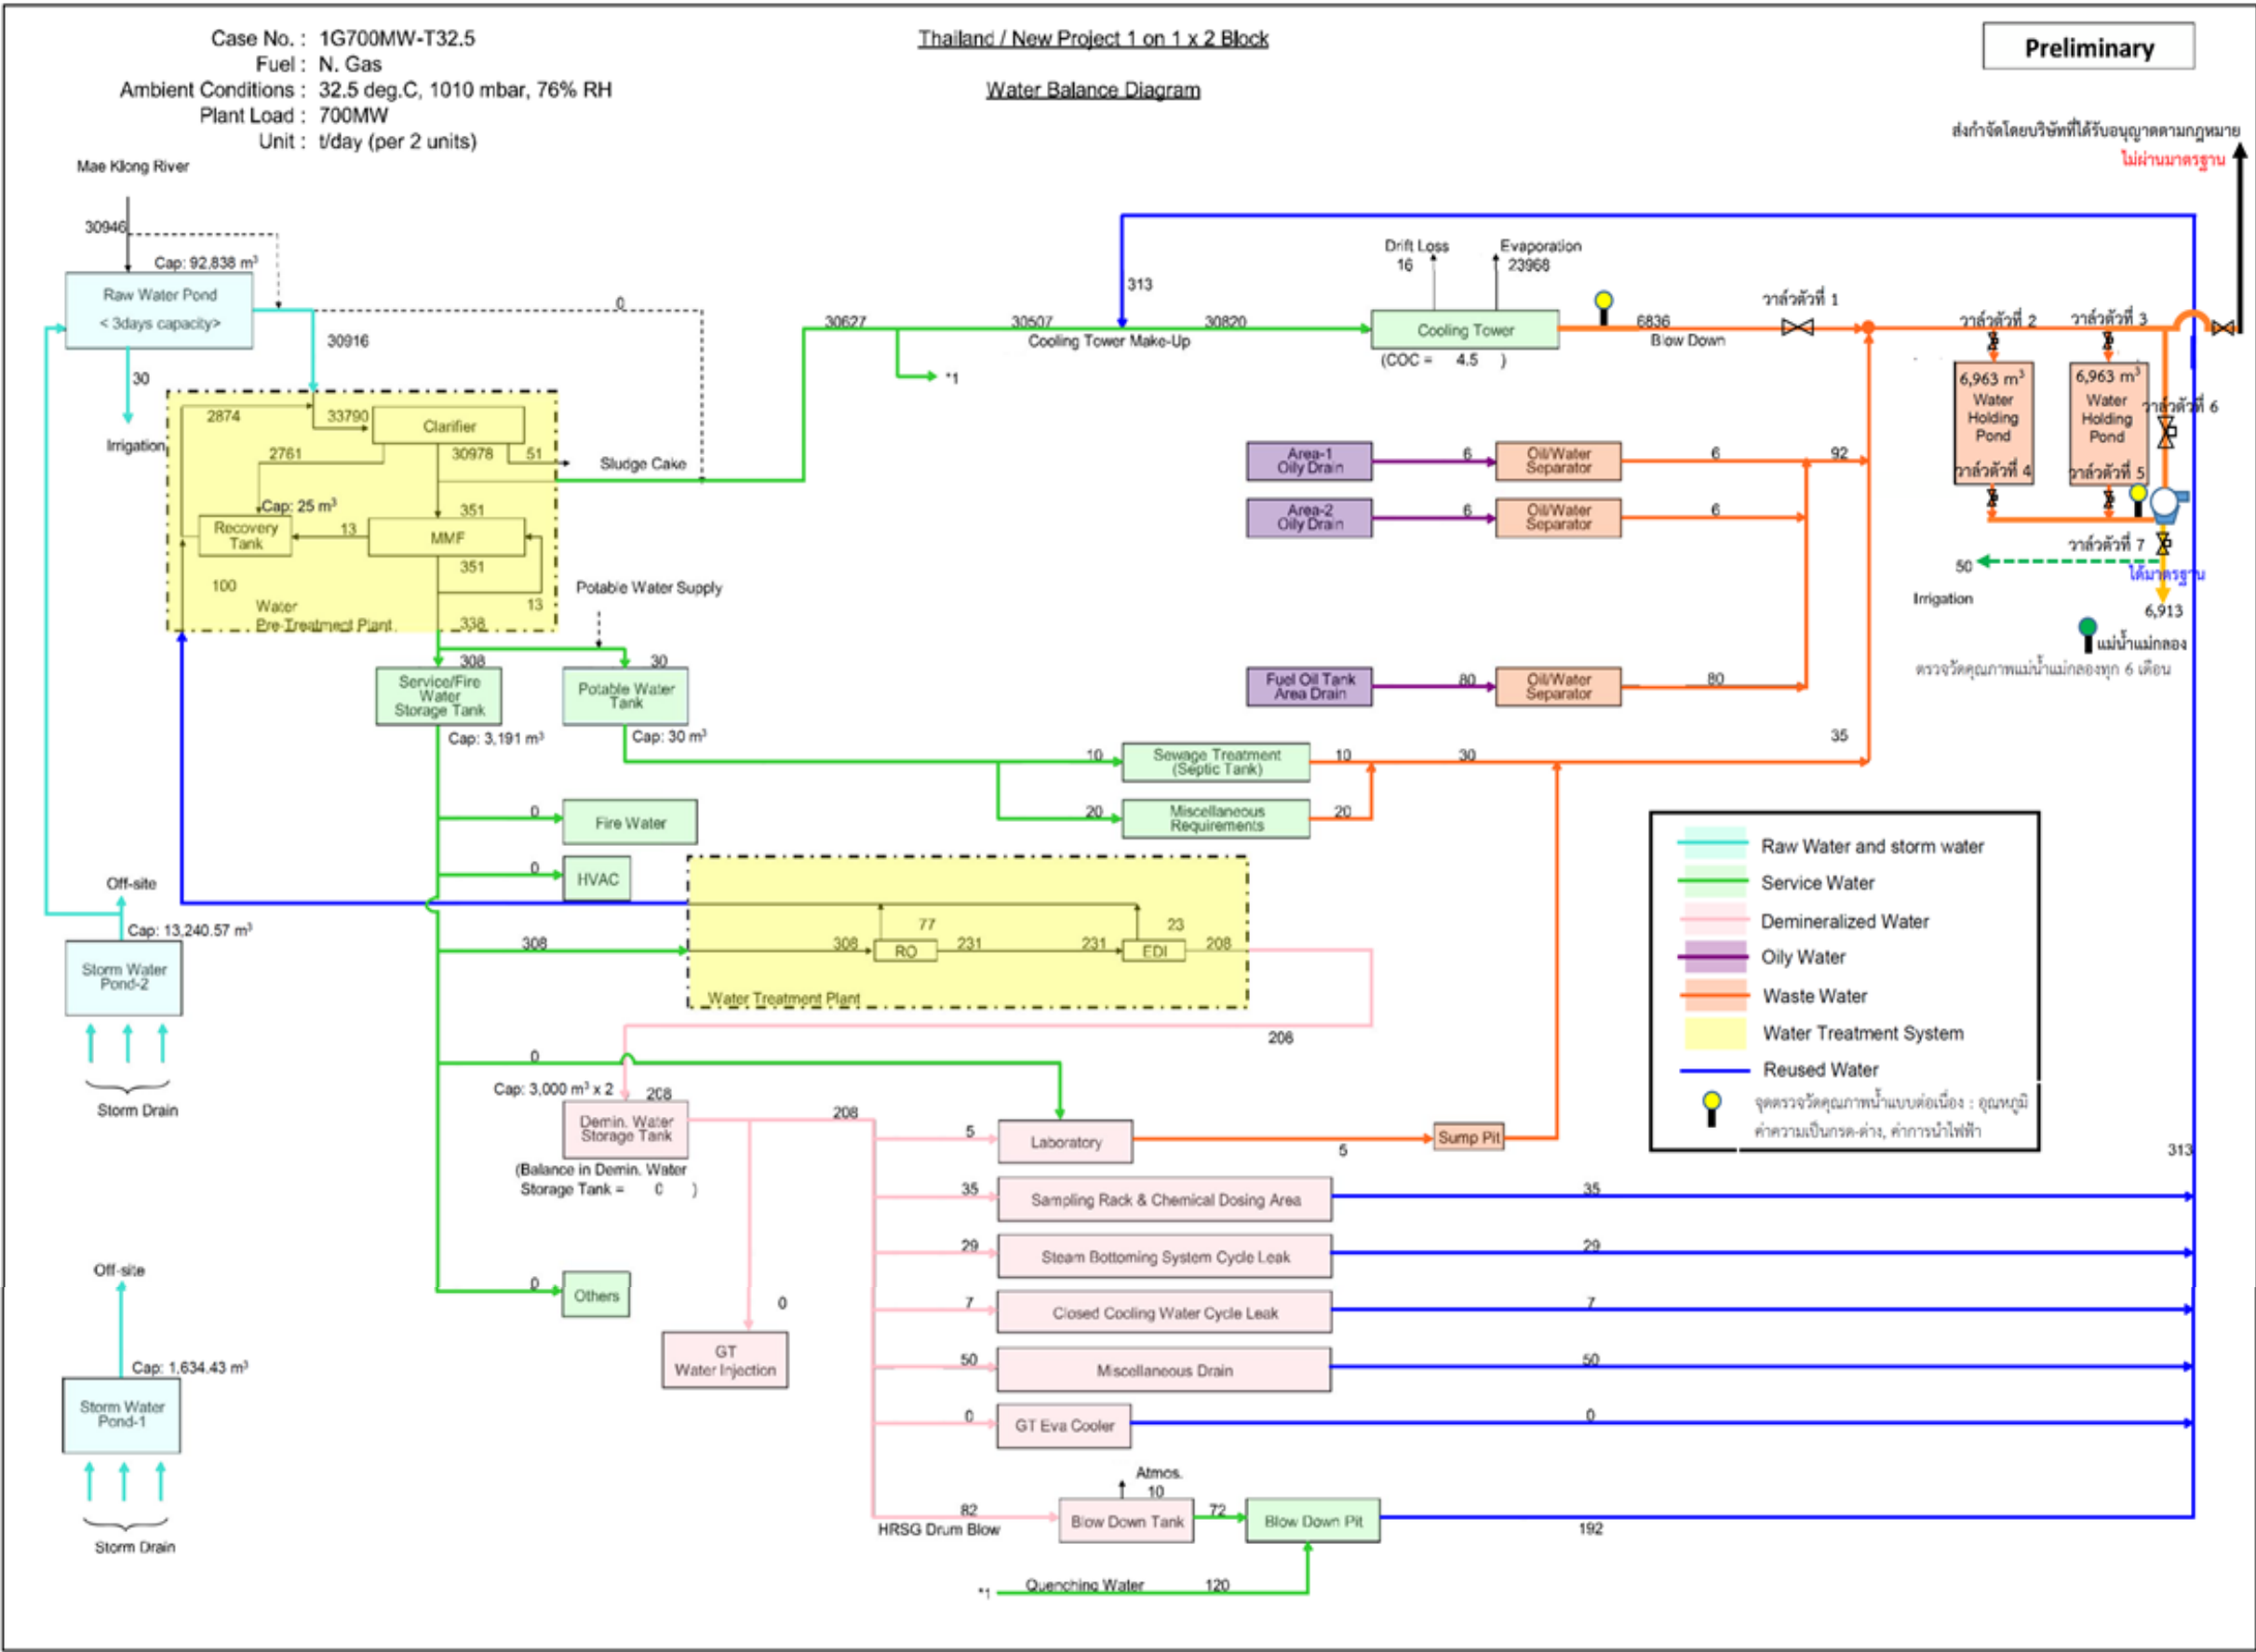 Case No. : 1G700MW-T32.5
Fuel : N. Gas
Ambient Conditions : 32.5 deg.C, 1010 mbar, 76% RH
Plant Load : 700MW
Unit : t/day (per 2 units)
Thailand / New Project 1 on 1 x 2 Block
Water Balance Diagram
Preliminary
ส่งกำจัดโดยบริษัทที่ได้รับอนุญาตตามกฎหมาย
ไม่ผ่านมาตรฐาน
Mae Klong River
30946
Cap: 92,838 m³
Raw Water Pond
< 3days capacity>
30
Irrigation
30916
0
2874
33790
Clarifier
2761
30978
51
Sludge Cake
Cap: 25 m³
Recovery
Tank
13
351
MMF
351
13
100
Water
Pre-Treatment Plant
338
30627
*1
30507
Cooling Tower Make-Up
313
30820
Drift Loss
16
Evaporation
23968
Cooling Tower
(COC = 4.5 )
6836
Blow Down
วาล์วตัวที่ 1
วาล์วตัวที่ 2
วาล์วตัวที่ 3
6,963 m³
Water
Holding
Pond
6,963 m³
Water
Holding
Pond
วาล์วตัวที่ 6
วาล์วตัวที่ 4
วาล์วตัวที่ 5
วาล์วตัวที่ 7
50
Irrigation
ได้มาตรฐาน
6,913
แม่น้ำแม่กลอง
ตรวจวัดคุณภาพแม่น้ำแม่กลองทุก 6 เดือน
Area-1
Oily Drain
6
Oil/Water
Separator
6
92
Area-2
Oily Drain
6
Oil/Water
Separator
6
Fuel Oil Tank
Area Drain
80
Oil/Water
Separator
80
35
Potable Water Supply
308
30
Service/Fire
Water
Storage Tank
Cap: 3,191 m³
Potable Water
Tank
Cap: 30 m³
10
Sewage Treatment
(Septic Tank)
10
30
20
Miscellaneous
Requirements
20
0
Fire Water
0
HVAC
308
308
RO
77
231
231
EDI
23
208
Water Treatment Plant
208
0
Cap: 3,000 m³ x 2
208
Demin. Water
Storage Tank
(Balance in Demin. Water
Storage Tank = 0 )
208
0
GT
Water Injection
0
Others
Off-site
Cap: 13,240.57 m³
Storm Water
Pond-2
Storm Drain
Off-site
Cap: 1,634.43 m³
Storm Water
Pond-1
Storm Drain
5
Laboratory
5
Sump Pit
35
Sampling Rack & Chemical Dosing Area
35
29
Steam Bottoming System Cycle Leak
29
7
Closed Cooling Water Cycle Leak
7
50
Miscellaneous Drain
50
0
GT Eva Cooler
0
82
HRSG Drum Blow
Atmos.
10
Blow Down Tank
72
Blow Down Pit
192
*1
Quenching Water
120
313
Raw Water and storm water
Service Water
Demineralized Water
Oily Water
Waste Water
Water Treatment System
Reused Water
จุดตรวจวัดคุณภาพน้ำแบบต่อเนื่อง : อุณหภูมิ
ค่าความเป็นกรด-ด่าง, ค่าการนำไฟฟ้า